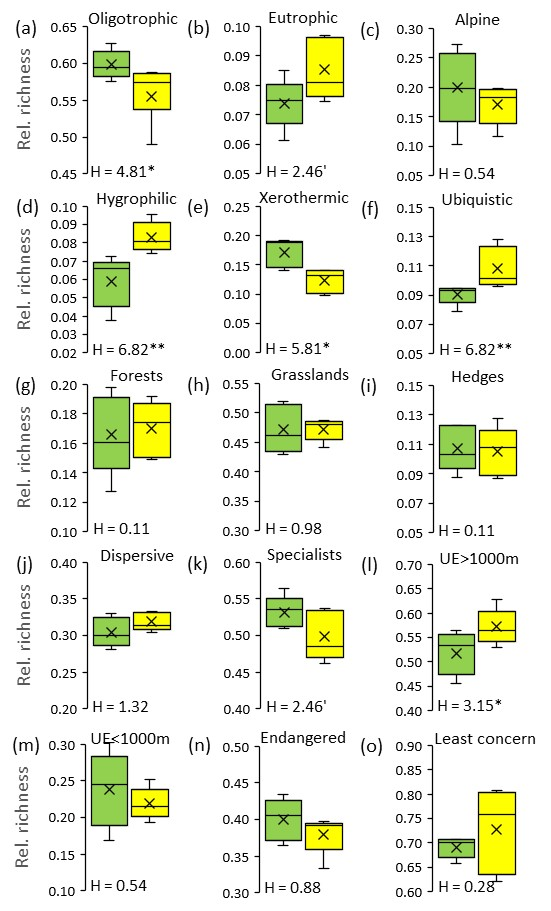 (a) Oligotrophic (b) Eutrophic (c) Alpine
Rel. richness
0.65 0.60 0.55 0.50 0.45
0.10 0.09 0.08 0.07 0.06 0.05
0.30 0.25 0.20 0.15 0.10 0.05
H = 4.81* H = 2.46' H = 0.54
(d) Hygrophilic (e) Xerothermic (f) Ubiquistic
Rel. richness
0.10 0.09 0.08 0.07 0.06 0.05 0.04 0.03 0.02
0.25 0.20 0.15 0.10 0.05 0.00
0.15 0.13 0.11 0.09 0.07 0.05
H = 6.82** H = 5.81* H = 6.82**
(g) Forests (h) Grasslands (i) Hedges
Rel. richness
0.20 0.18 0.16 0.14 0.12 0.10
0.55 0.50 0.45 0.40 0.35 0.30
0.15 0.13 0.11 0.09 0.07 0.05
H = 0.11 H = 0.98 H = 0.11
(j) Dispersive (k) Specialists (l) UE>1000m
Rel. richness
0.40 0.35 0.30 0.25 0.20
0.60 0.55 0.50 0.45 0.40
0.70 0.65 0.60 0.55 0.50 0.45 0.40
H = 1.32 H = 2.46' H = 3.15*
(m) UE<1000m (n) Endangered (o) Least concern
Rel. richness
0.30 0.25 0.20 0.15 0.10
0.50 0.45 0.40 0.35 0.30
0.90 0.85 0.80 0.75 0.70 0.65 0.60
H = 0.54 H = 0.88 H = 0.28